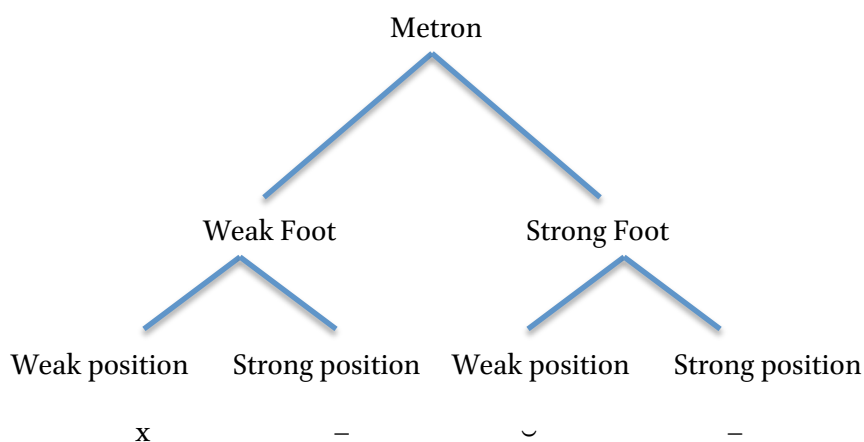 Metron
Weak Foot Strong Foot
Weak position Strong position Weak position Strong position
x – ⏑ –